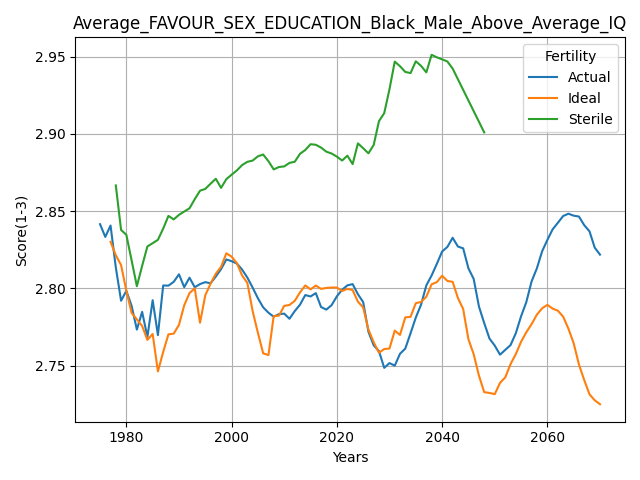 Average_FAVOUR_SEX_EDUCATION_Black_Male_Above_Average_IQ
Fertility
Actual
Ideal
Sterile
Score(1-3)
2.95
2.90
2.85
2.80
2.75
1980 2000 2020 2040 2060
Years